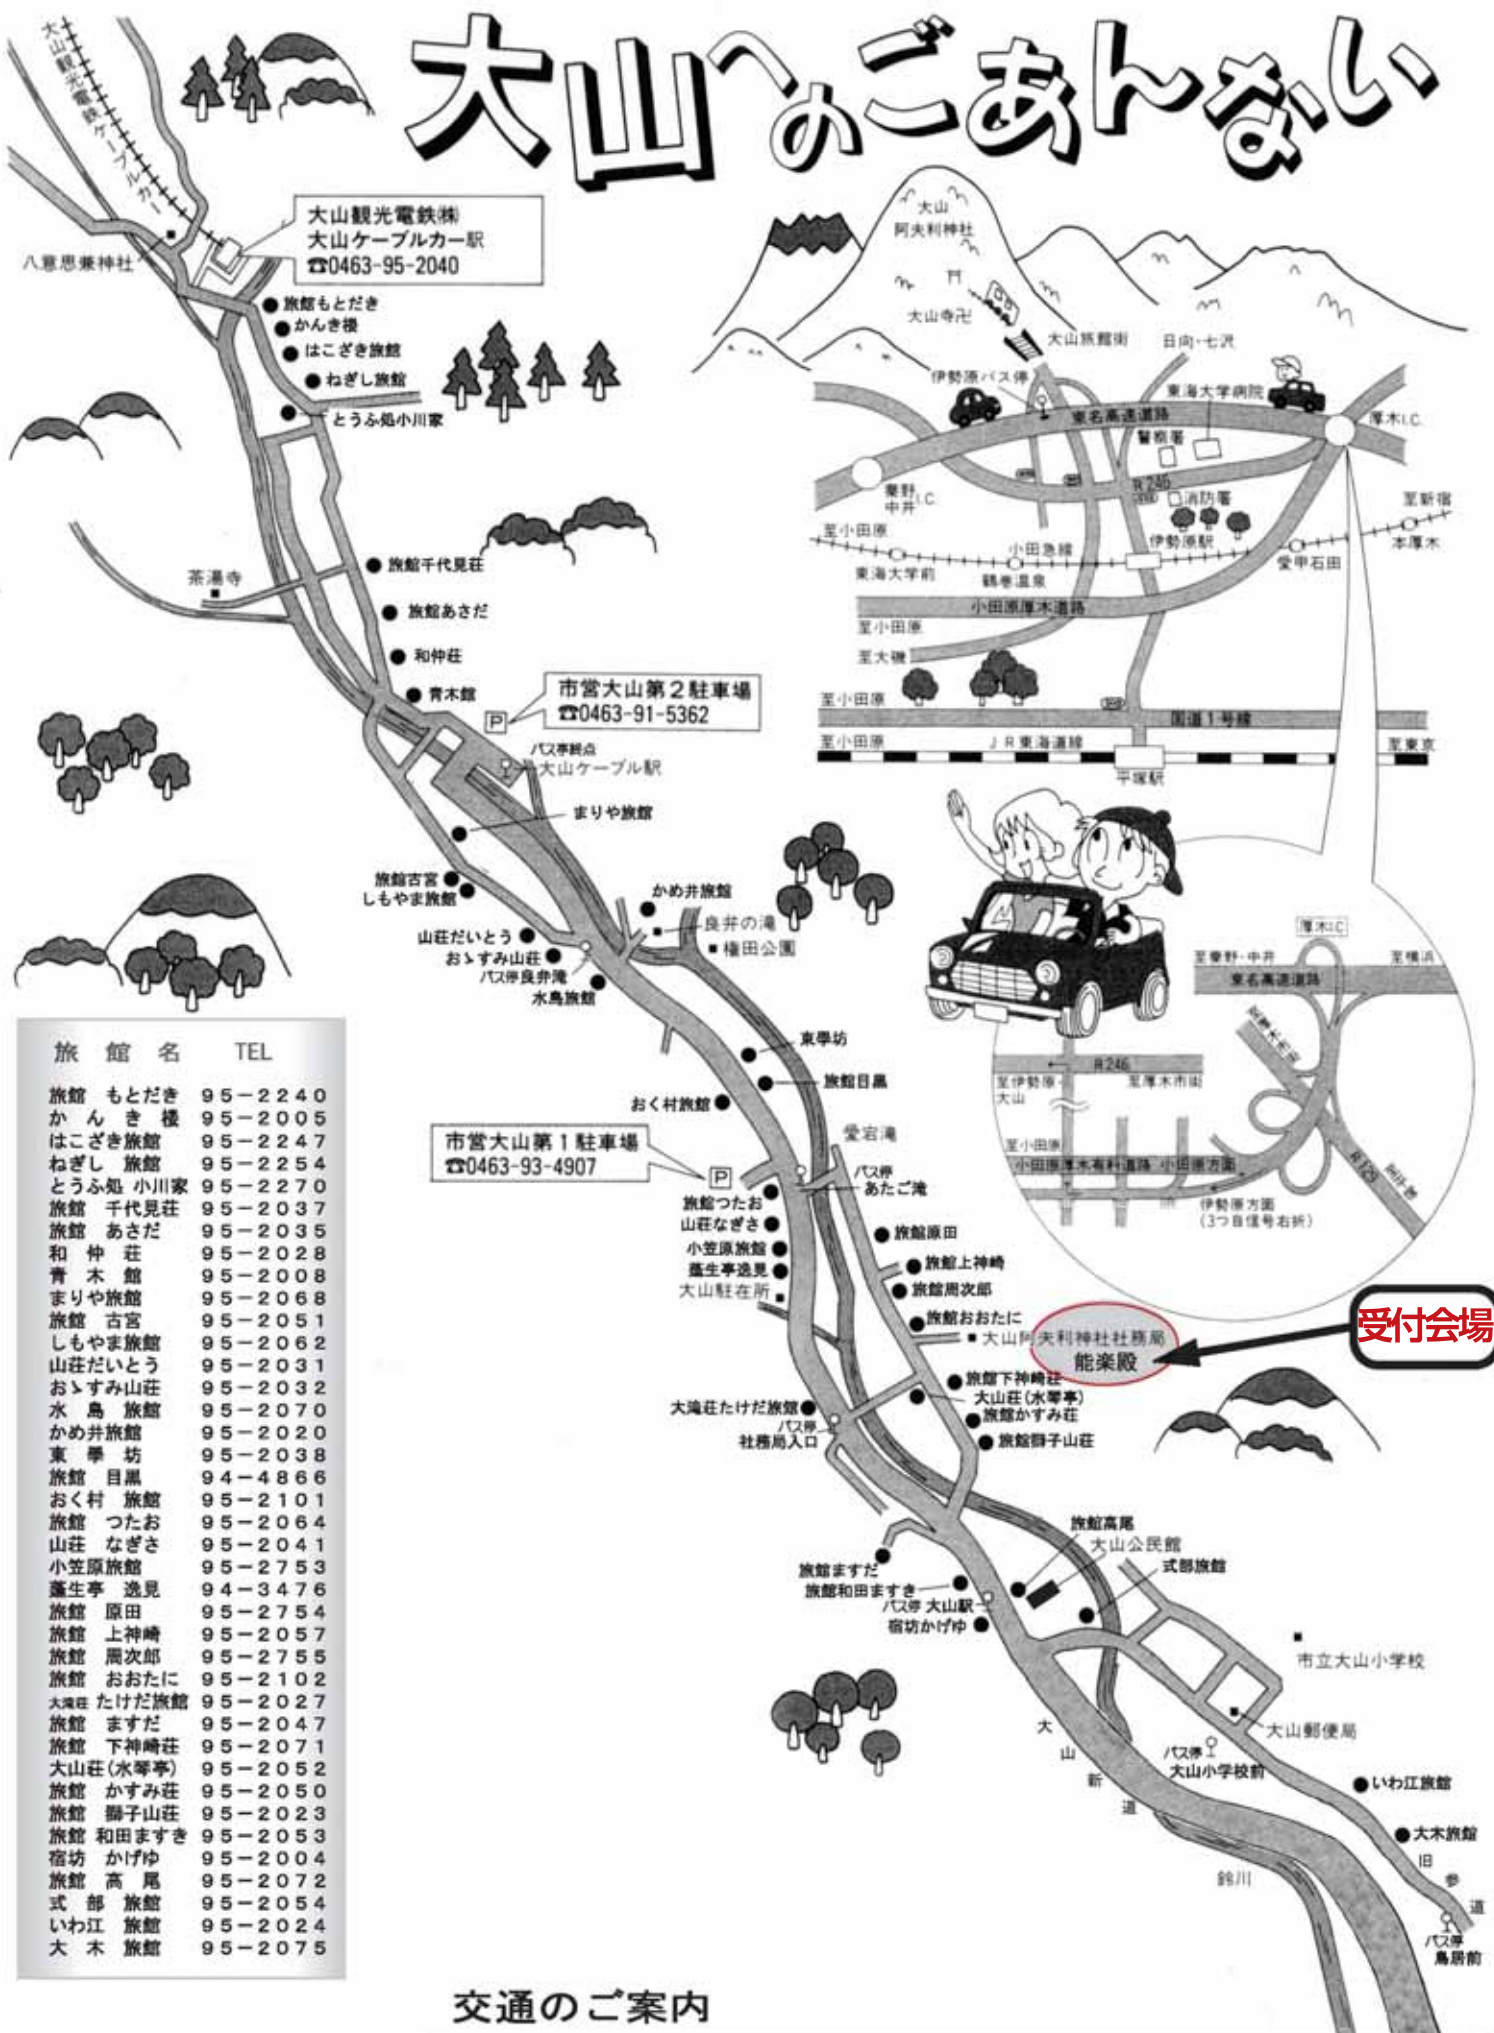 大山へのごあんない
大山観光電鉄ケーブルカー
大山観光電鉄㈱
大山ケーブルカー駅
☎0463-95-2040
八意思兼神社
旅館もとだき
かんき楼
はこざき旅館
ねぎし旅館
とうふ処小川家
茶湯寺
旅館千代見荘
旅館あさだ
和仲荘
青木館
市営大山第2駐車場
☎0463-91-5362
P
バス亭終点
大山ケーブル駅
まりや旅館
旅館古宮
しもやま旅館
かめ井旅館
良井の滝
権田公園
山荘だいとう
おゝすみ山荘
バス停良弁滝
水島旅館
東學坊
旅館目黒
おく村旅館
市営大山第1駐車場
☎0463-93-4907
P
愛宕滝
バス停
あたご滝
旅館つたお
山荘なぎさ
小笠原旅館
蓬生亭逸見
大山駐在所
旅館原田
旅館上神崎
旅館周次郎
旅館おおたに
大山阿夫利神社社務局
能楽殿
受付会場
旅館下神崎荘
大山荘(水琴亭)
旅館かすみ荘
旅館獅子山荘
大滝荘たけだ旅館
バス停
社務局入口
旅館高尾
大山公民館
式部旅館
旅館ますだ
旅館和田ますき
バス停 大山駅
宿坊かげゆ
市立大山小学校
大山郵便局
バス停
大山小学校前
大山新道
いわ江旅館
大木旅館
旧参道
鈴川
バス停
鳥居前
大山
阿夫利神社
大山寺卍
大山旅館街
日向・七沢
伊勢原バス停
東海大学病院
東名高速道路
厚木I.C.
警察署
秦野
中井I.C.
R246
消防署
至新宿
至小田原
小田急線
伊勢原駅
本厚木
東海大学前
鶴巻温泉
愛甲石田
小田原厚木道路
至小田原
至大磯
至小田原
国道1号線
至小田原
JR東海道線
至東京
平塚駅
厚木I.C
至秦野・中井
至横浜
東名高速道路
至厚木市街
R246
至伊勢原・
大山
至厚木市街
至小田原
小田原厚木有料道路 小田原方面
R129
伊勢原方面
(3つ目信号右折)
旅館名 TEL
旅館 もとだき 95-2240
かんき楼 95-2005
はこざき旅館 95-2247
ねぎし 旅館 95-2254
とうふ処 小川家 95-2270
旅館 千代見荘 95-2037
旅館 あさだ 95-2035
和仲荘 95-2028
青木館 95-2008
まりや旅館 95-2068
旅館 古宮 95-2051
しもやま旅館 95-2062
山荘だいとう 95-2031
おゝすみ山荘 95-2032
水島旅館 95-2070
かめ井旅館 95-2020
東學坊 95-2038
旅館 目黒 94-4866
おく村 旅館 95-2101
旅館 つたお 95-2064
山荘 なぎさ 95-2041
小笠原旅館 95-2753
蓬生亭 逸見 94-3476
旅館 原田 95-2754
旅館 上神崎 95-2057
旅館 周次郎 95-2755
旅館 おおたに 95-2102
大滝荘 たけだ旅館 95-2027
旅館 ますだ 95-2047
旅館 下神崎荘 95-2071
大山荘(水琴亭) 95-2052
旅館 かすみ荘 95-2050
旅館 獅子山荘 95-2023
旅館 和田ますき 95-2053
宿坊 かげゆ 95-2004
旅館 高尾 95-2072
式部旅館 95-2054
いわ江 旅館 95-2024
大木 旅館 95-2075
交通のご案内